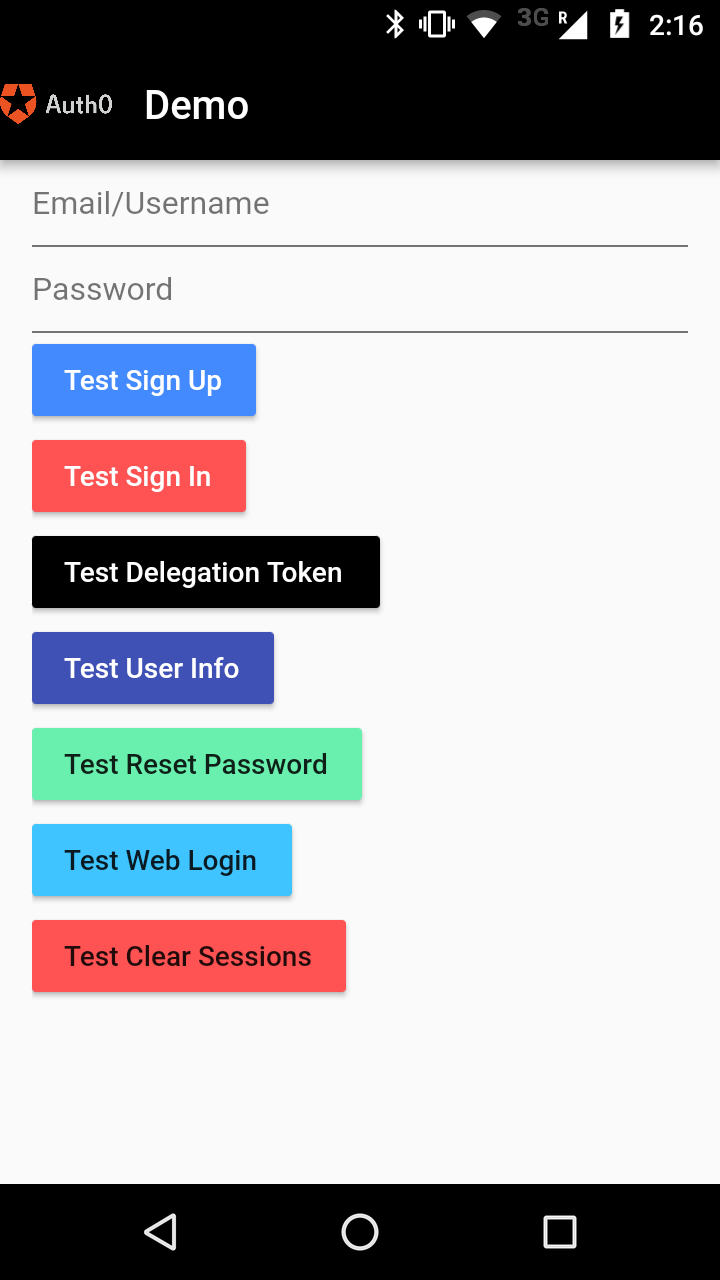 3G R 2:16
Auth0 Demo
Email/Username
Password
Test Sign Up
Test Sign In
Test Delegation Token
Test User Info
Test Reset Password
Test Web Login
Test Clear Sessions